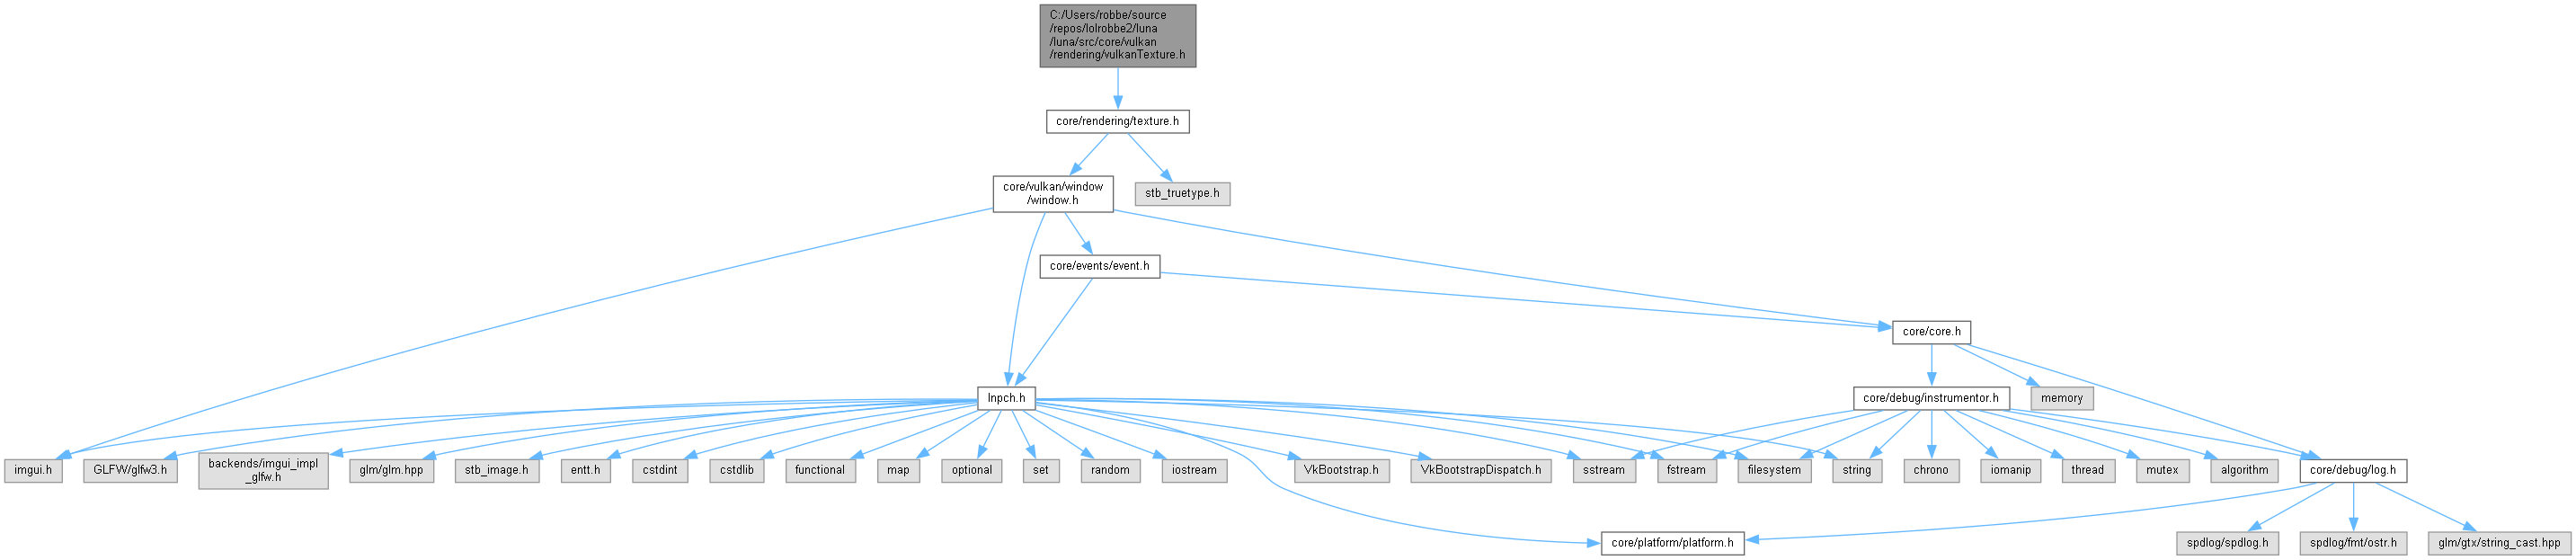 C:/Users/robbe/source
/repos/lolrobbe2/luna
/luna/src/core/vulkan
/rendering/vulkanTexture.h
core/rendering/texture.h
core/vulkan/window
/window.h
stb_truetype.h
core/events/event.h
core/core.h
lnpch.h
core/debug/instrumentor.h
memory
imgui.h
GLFW/glfw3.h
backends/imgui_impl
_glfw.h
glm/glm.hpp
stb_image.h
entt.h
cstdint
cstdlib
functional
map
optional
set
random
iostream
VkBootstrap.h
VkBootstrapDispatch.h
sstream
fstream
filesystem
string
chrono
iomanip
thread
mutex
algorithm
core/debug/log.h
core/platform/platform.h
spdlog/spdlog.h
spdlog/fmt/ostr.h
glm/gtx/string_cast.hpp